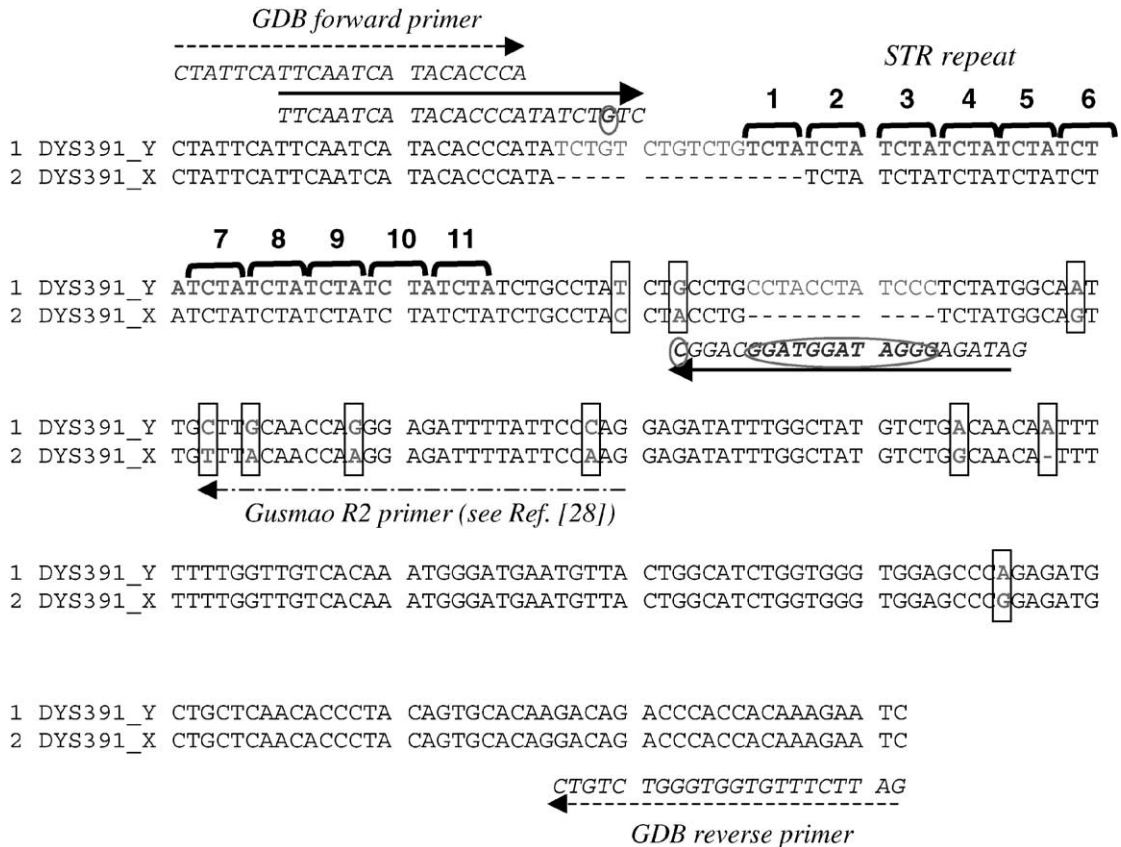 GDB forward primer
CTATTCATTCAATCA TACACCCA
STR repeat
TTCAATCA TACACCCATATCTGTC
1 2 3 4 5 6
1 DYS391_Y CTATTCATTCAATCA TACACCCATATCTGT CTGTCTGTCTATCTA TCTATCTATCTATCT
2 DYS391_X CTATTCATTCAATCA TACACCCATA----- -----------TCTA TCTATCTATCTATCT
7 8 9 10 11
1 DYS391_Y ATCTATCTATCTATC TATCTATCTGCCTAT CTGCCTGCCTACCTA TCCCTCTATGGCAAT
2 DYS391_X ATCTATCTATCTATC TATCTATCTGCCTAC CTACCTG-------- ----TCTATGGCAGT
CGGACGGATGGAT AGGGAGATAG
1 DYS391_Y TGCTTGCAACCAGGG AGATTTTATTCCCAG GAGATATTTGGCTAT GTCTGACAACAATTT
2 DYS391_X TGTTTACAACCAAGG AGATTTTATTCCAAG GAGATATTTGGCTAT GTCTGGCAACA-TTT
Gusmao R2 primer (see Ref. [28])
1 DYS391_Y TTTTGGTTGTCACAA ATGGGATGAATGTTA CTGGCATCTGGTGGG TGGAGCCCAGAGATG
2 DYS391_X TTTTGGTTGTCACAA ATGGGATGAATGTTA CTGGCATCTGGTGGG TGGAGCCCGGAGATG
1 DYS391_Y CTGCTCAACACCCTA CAGTGCACAAGACAG ACCCACCACAAAGAA TC
2 DYS391_X CTGCTCAACACCCTA CAGTGCACAGGACAG ACCCACCACAAAGAA TC
CTGTC TGGGTGGTGTTTCTT AG
GDB reverse primer